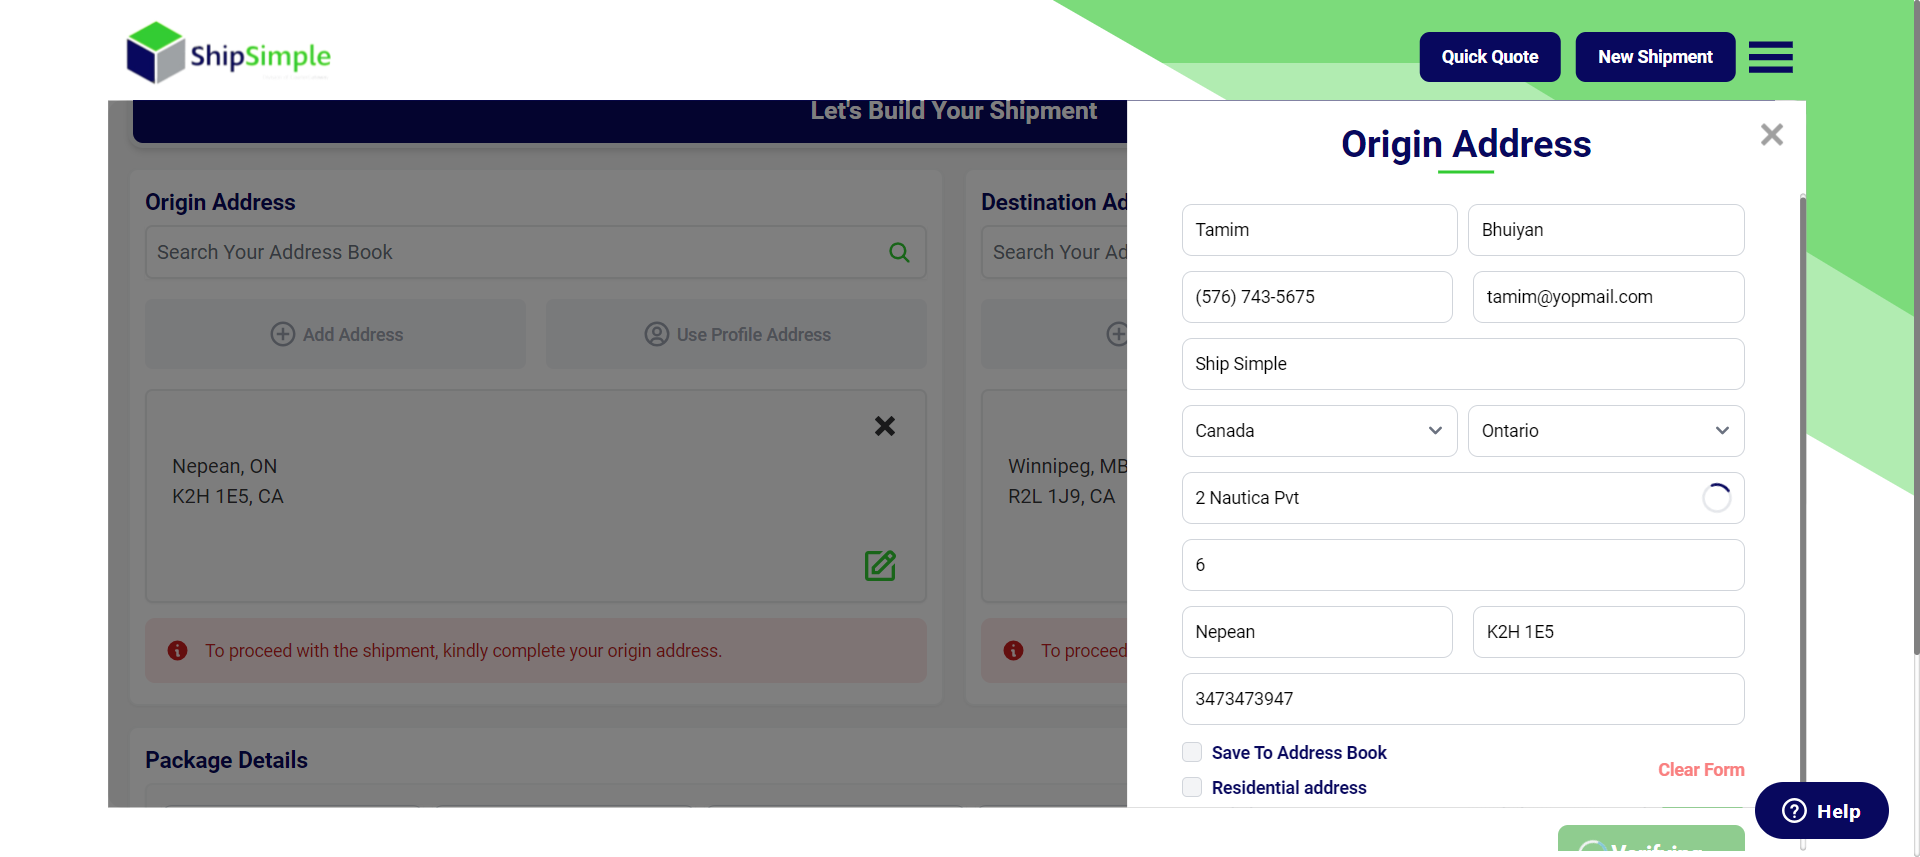 ShipSimple
Quick Quote
New Shipment
Let's Build Your Shipment
Origin Address
Search Your Address Book
Add Address
Use Profile Address
Nepean, ON
K2H 1E5, CA
To proceed with the shipment, kindly complete your origin address.
Destination Ad
Search Your Ad
Winnipeg, MB
R2L 1J9, CA
To proceed
Package Details
Origin Address
Tamim
Bhuiyan
(576) 743-5675
tamim@yopmail.com
Ship Simple
Canada
Ontario
2 Nautica Pvt
6
Nepean
K2H 1E5
3473473947
Save To Address Book
Residential address
Clear Form
Verifying
Help